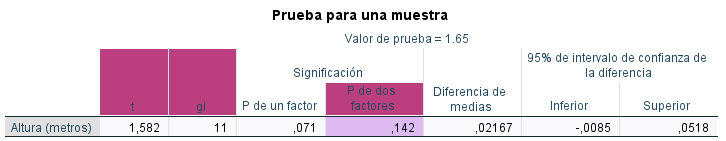 Prueba para una muestra
Valor de prueba = 1.65
Significación
95% de intervalo de confianza de
la diferencia
t
gl
P de un factor
P de dos
factores
Diferencia de
medias
Inferior
Superior
Altura (metros) 1,582 11 ,071 ,142 ,02167 -,0085 ,0518